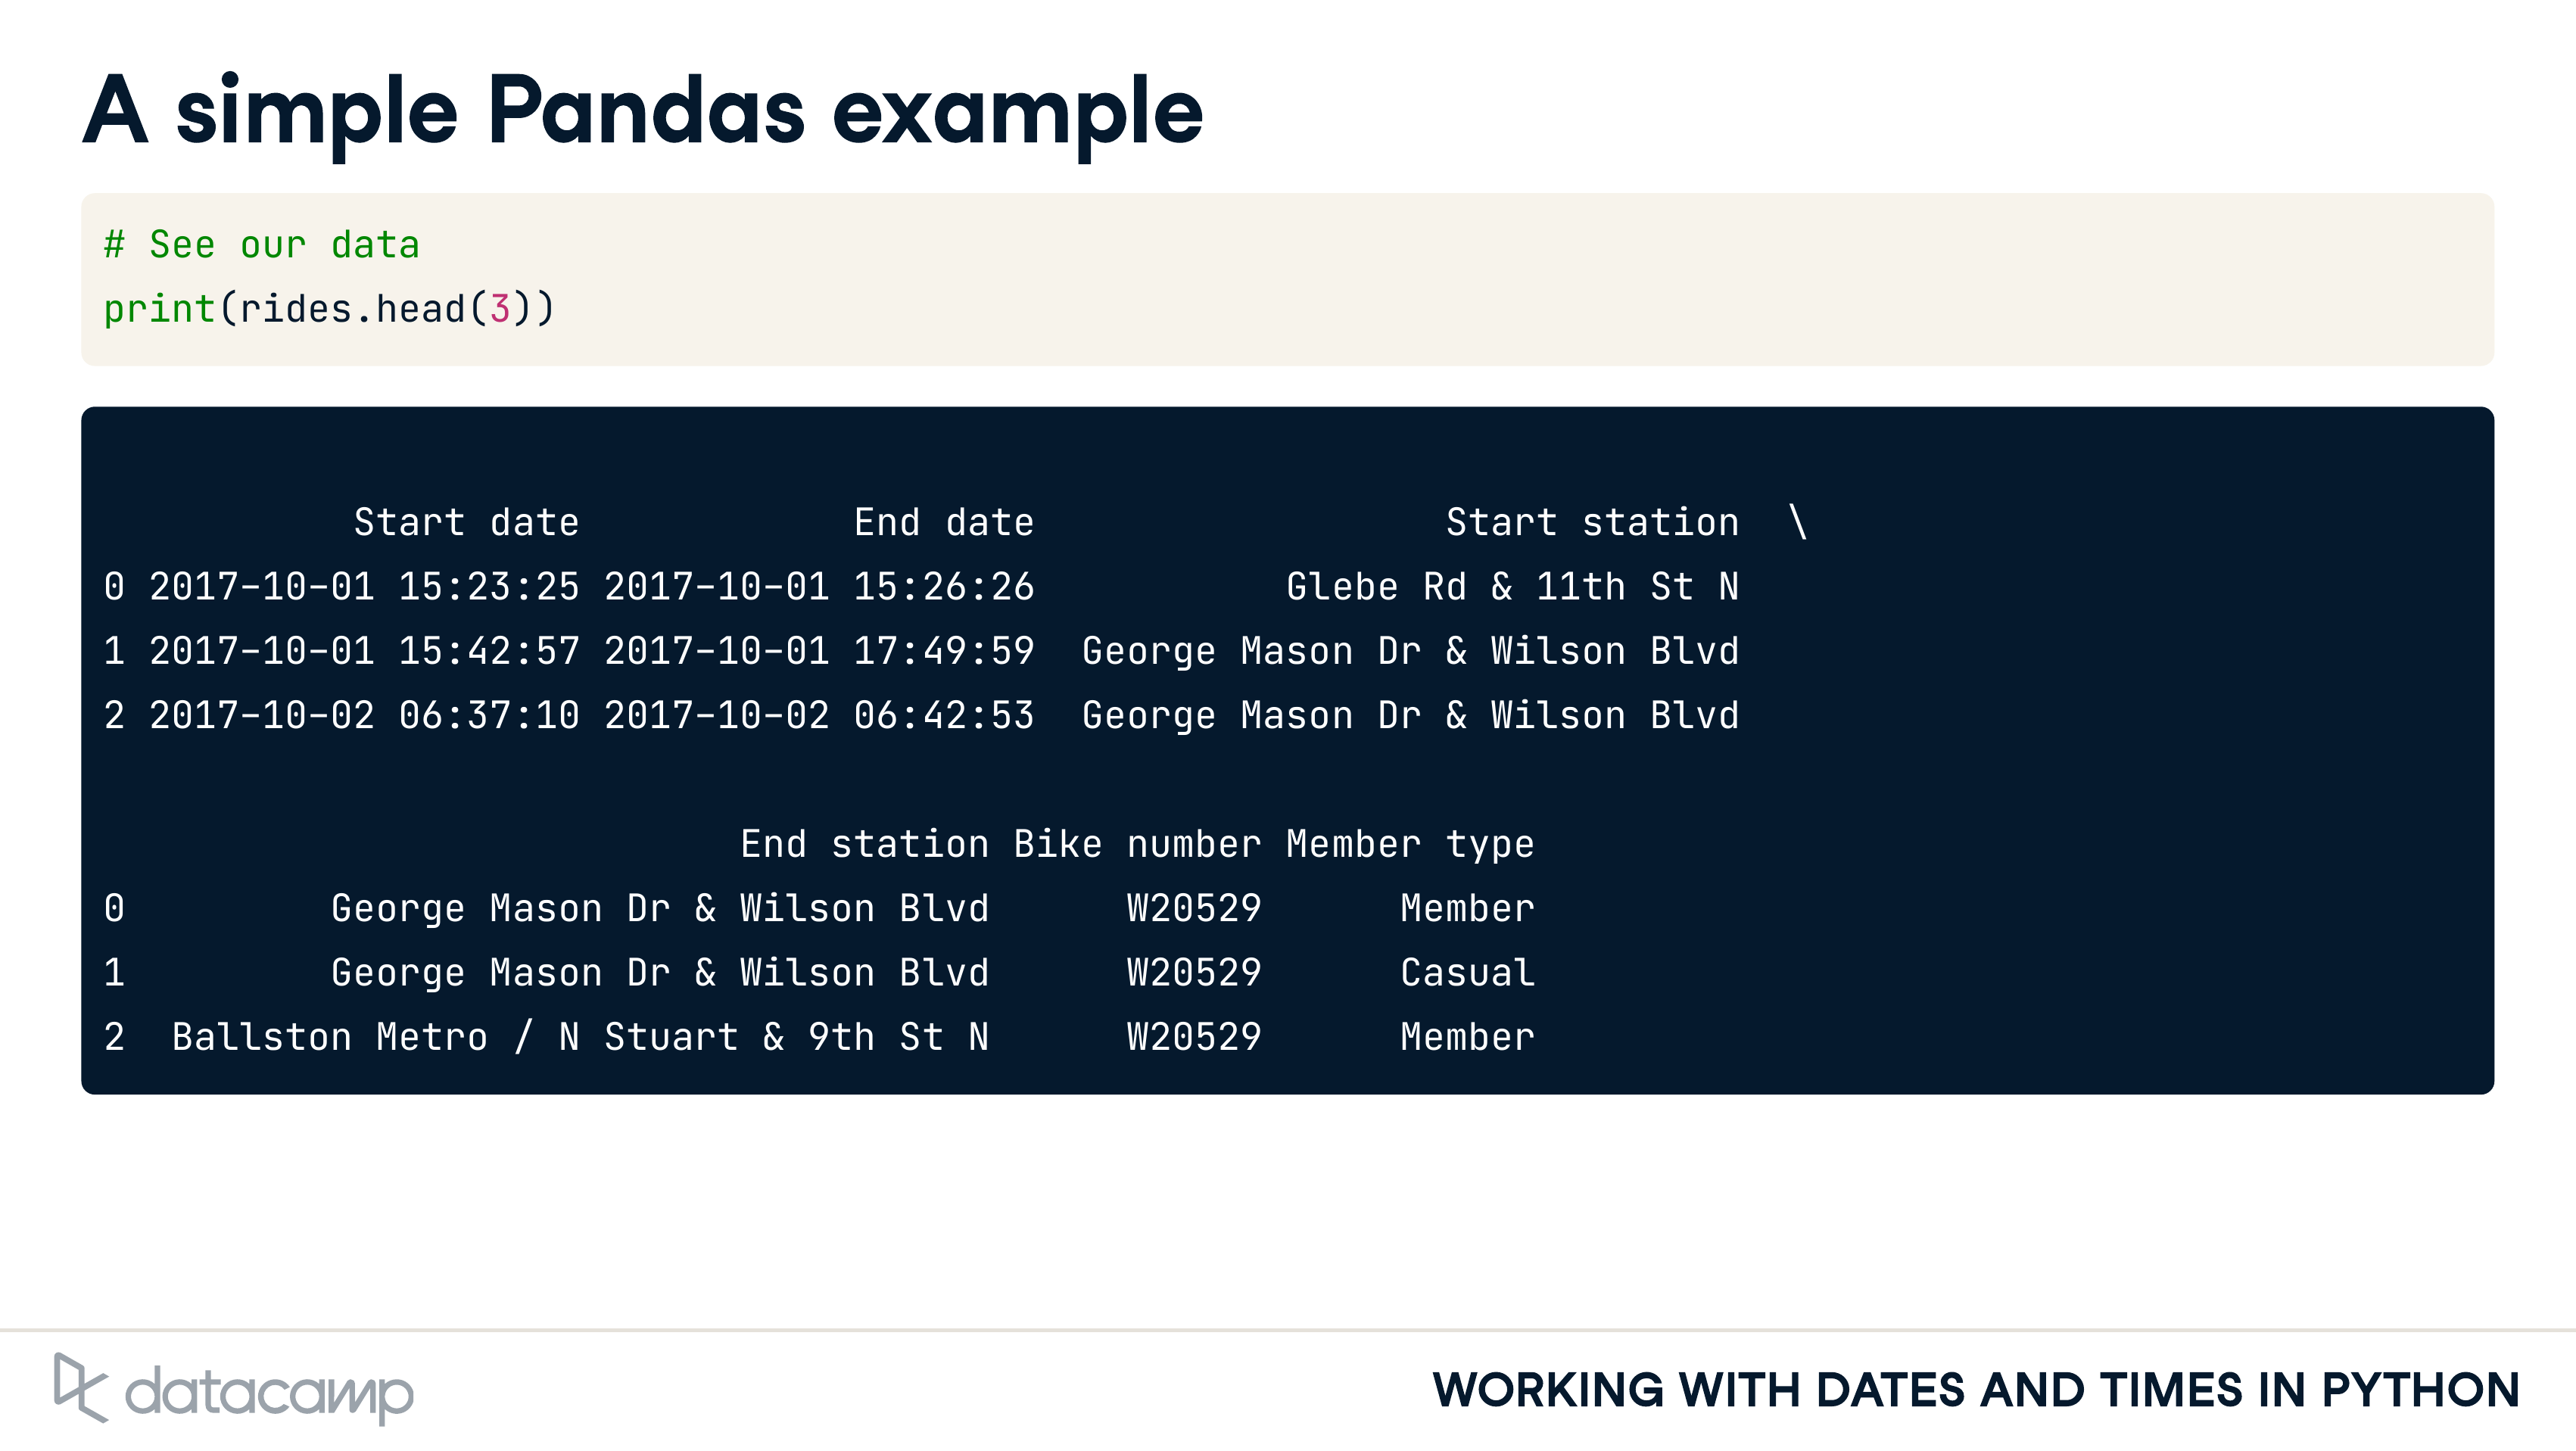 A simple Pandas example
# See our data
print(rides.head(3))
Start date End date Start station \
0 2017-10-01 15:23:25 2017-10-01 15:26:26 Glebe Rd & 11th St N
1 2017-10-01 15:42:57 2017-10-01 17:49:59 George Mason Dr & Wilson Blvd
2 2017-10-02 06:37:10 2017-10-02 06:42:53 George Mason Dr & Wilson Blvd
End station Bike number Member type
0 George Mason Dr & Wilson Blvd W20529 Member
1 George Mason Dr & Wilson Blvd W20529 Casual
2 Ballston Metro / N Stuart & 9th St N W20529 Member
datacamp
WORKING WITH DATES AND TIMES IN PYTHON